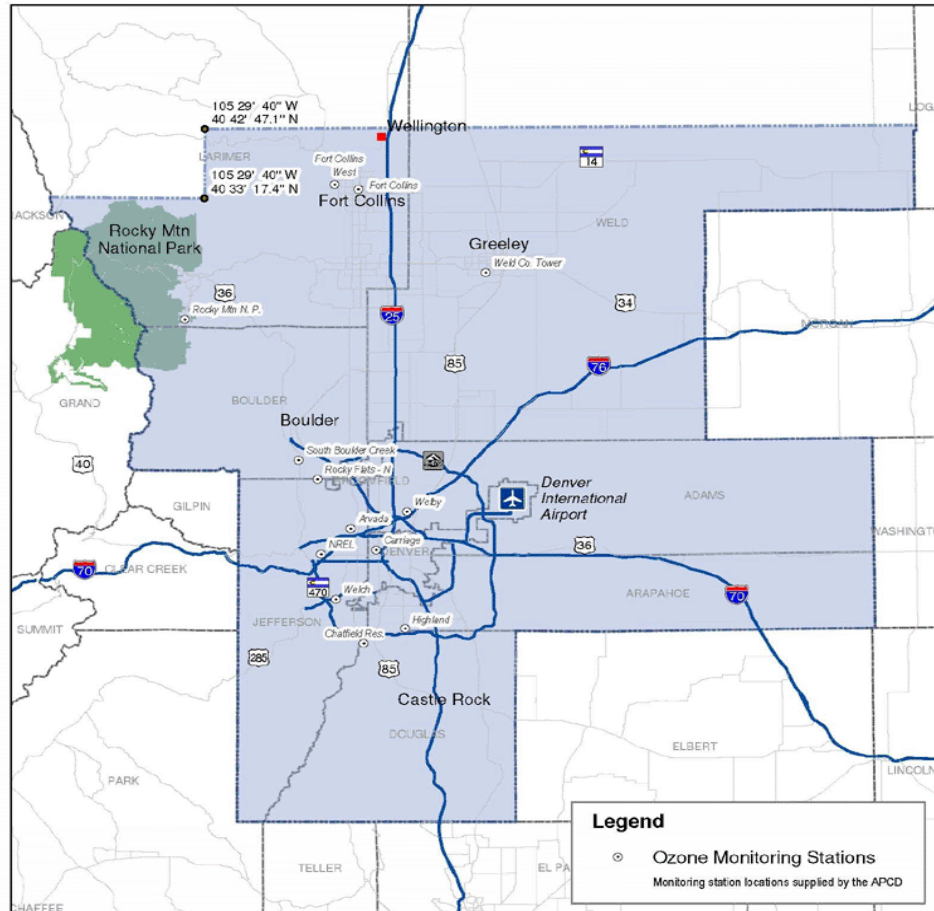 105 29' 40" W
40 42' 47.1" N
Wellington
LARIMER
14
Fort Collins
West
Fort Collins
105 29' 40" W
40 33' 17.4" N
Fort Collins
JACKSON
WELD
Rocky Mtn
National Park
Greeley
Weld Co. Tower
36
Rocky Mtn N.P.
34
25
MORGAN
85
76
GRAND
BOULDER
Boulder
40
South Boulder Creek
Rocky Flats - N
Denver
International
Airport
ADAMS
GILPIN
Welby
Arvada
WASHINGTON
NREL
Carriage
DENVER
36
70
CLEAR CREEK
470
Welch
ARAPAHOE
70
JEFFERSON
Highland
SUMMIT
Chatfield Res.
285
85
Castle Rock
DOUGLAS
ELBERT
LINCOLN
PARK
Legend
Ozone Monitoring Stations
Monitoring station locations supplied by the APCD
TELLER
EL PA
CHAFFEE